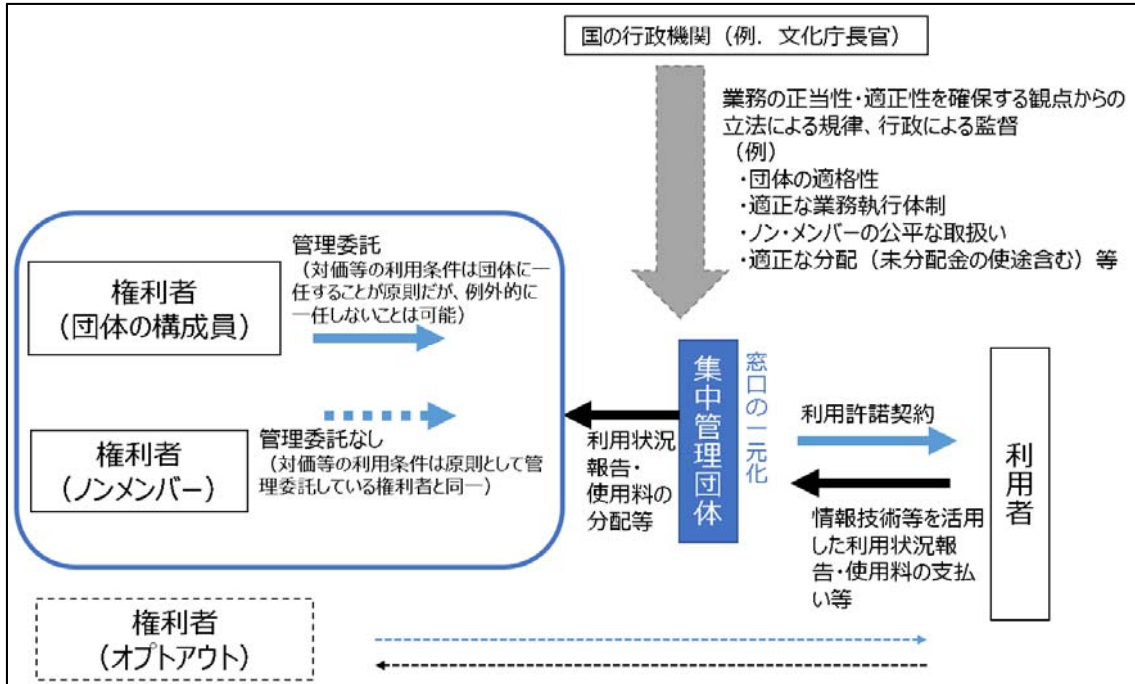 国の行政機関（例．文化庁長官）
業務の正当性・適正性を確保する観点からの
立法による規律、行政による監督
（例）
・団体の適格性
・適正な業務執行体制
・ノン・メンバーの公平な取扱い
・適正な分配（未分配金の使途含む）等
権利者
（団体の構成員）
管理委託
（対価等の利用条件は団体に一
任することが原則だが、例外的に
一任しないことは可能）
権利者
（ノンメンバー）
管理委託なし
（対価等の利用条件は原則として管
理委託している権利者と同一）
利用状況
報告・
使用料の
分配等
集中管理団体
窓口の一元化
利用許諾契約
情報技術等を活用
した利用状況報
告・使用料の支払
い等
利用者
権利者
（オプトアウト）